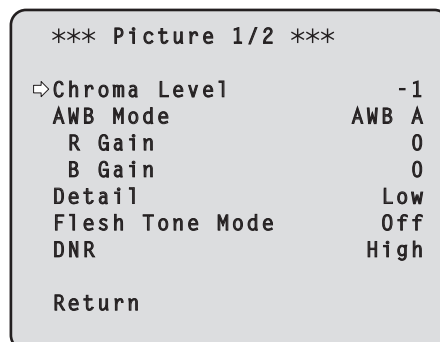 *** Picture 1/2 ***
⇨Chroma Level -1
AWB Mode AWB A
R Gain 0
B Gain 0
Detail Low
Flesh Tone Mode Off
DNR High
Return